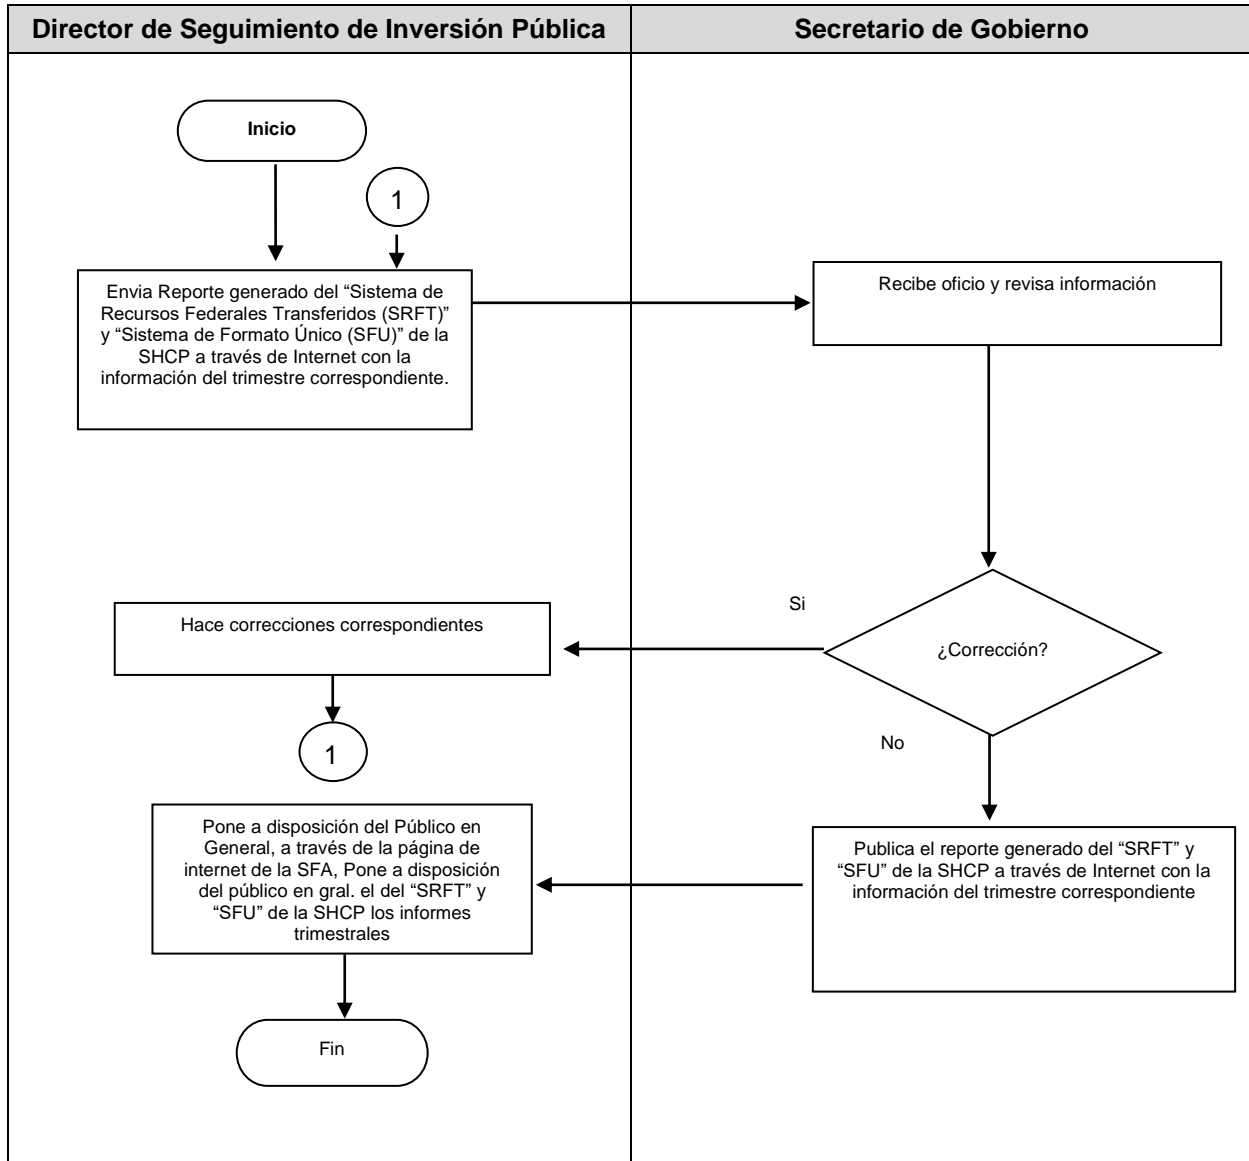 Director de Seguimiento de Inversión Pública
Secretario de Gobierno
Inicio
1
Envia Reporte generado del “Sistema de
Recursos Federales Transferidos (SRFT)”
y “Sistema de Formato Único (SFU)” de la
SHCP a través de Internet con la
información del trimestre correspondiente.
Recibe oficio y revisa información
¿Corrección?
Si
No
Hace correcciones correspondientes
1
Publica el reporte generado del “SRFT” y
“SFU” de la SHCP a través de Internet con la
información del trimestre correspondiente
Pone a disposición del Público en
General, a través de la página de
internet de la SFA, Pone a disposición
del público en gral. el del “SRFT” y
“SFU” de la SHCP los informes
trimestrales
Fin